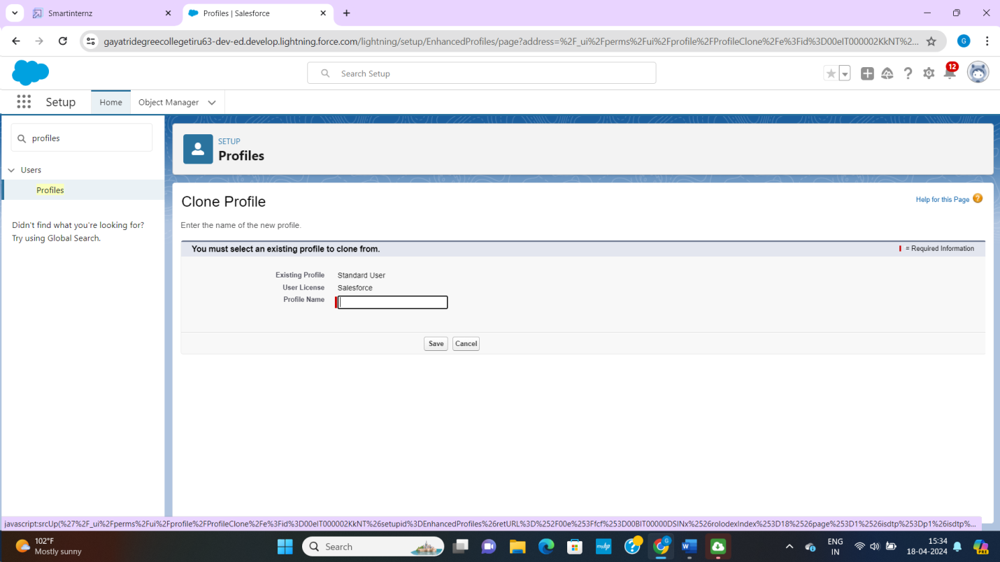 Smartinternz
Profiles | Salesforce
gayatridegreecollegetiru63-dev-ed.develop.lightning.force.com/lightning/setup/EnhancedProfiles/page?address=%2F_ui%2Fperms%2Fui%2Fprofile%2FProfileClone%2Fe%3Fid%3D00eIT000002KkNT%2...
G
Search Setup
12
Setup
Home
Object Manager
profiles
Users
Profiles
Didn't find what you're looking for?
Try using Global Search.
SETUP
Profiles
Clone Profile
Help for this Page
Enter the name of the new profile.
You must select an existing profile to clone from.
= Required Information
Existing Profile Standard User
User License Salesforce
Profile Name
Save Cancel
javascript:srcUp(%27%2F_ui%2Fperms%2Fui%2Fprofile%2FProfileClone%2Fe%3Fid%3D00eIT000002KkNT%26setupid%3DEnhancedProfiles%26retURL%3D%252F00e%253Ffcf%253D00BIT00000DSINx%2526rolodexIndex%253D18%2526page%253D1%2526isdtp%253Dp1%26isdtp%...
102°F
Mostly sunny
Search
myhp
G
W
ENG
IN
15:34
18-04-2024
PRE